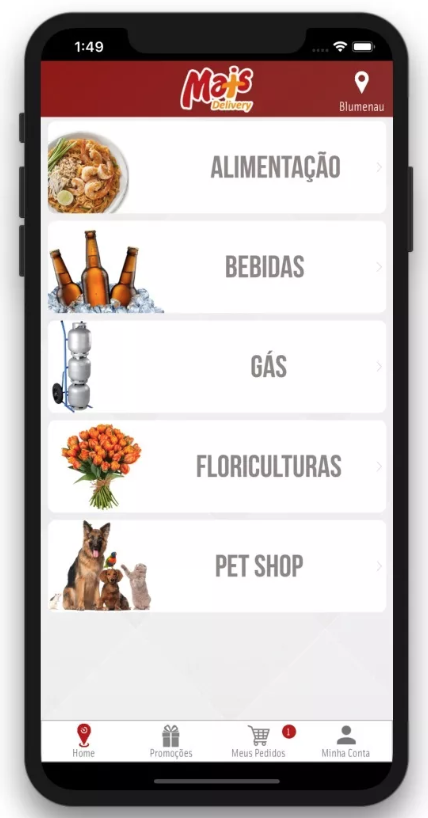 1:49
Mais
Delivery
Blumenau
ALIMENTAÇÃO
BEBIDAS
GÁS
FLORICULTURAS
PET SHOP
1
Home
Promoções
Meus Pedidos
Minha Conta